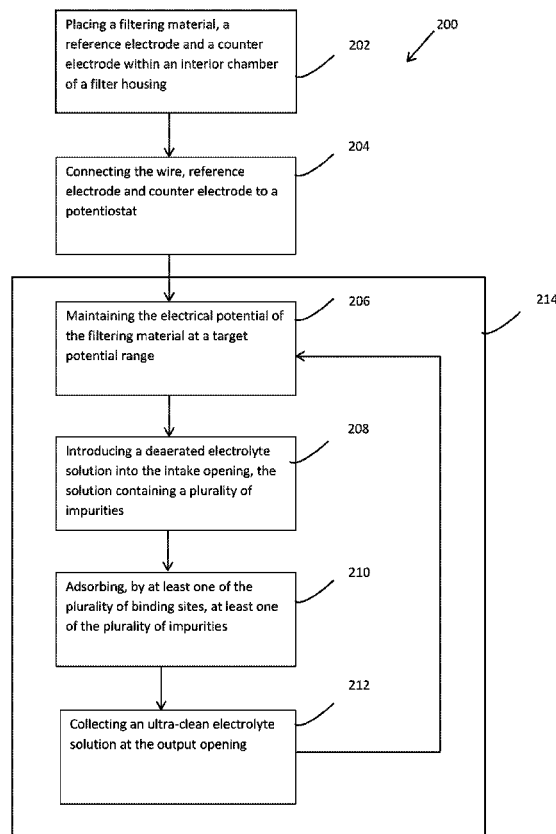 Placing a filtering material, a
reference electrode and a counter
electrode within an interior chamber
of a filter housing
202
200
Connecting the wire, reference
electrode and counter electrode to a
potentiostat
204
Maintaining the electrical potential of
the filtering material at a target
potential range
206
214
Introducing a deaerated electrolyte
solution into the intake opening, the
solution containing a plurality of
impurities
208
Adsorbing, by at least one of the
plurality of binding sites, at least one
of the plurality of impurities
210
Collecting an ultra-clean electrolyte
solution at the output opening
212